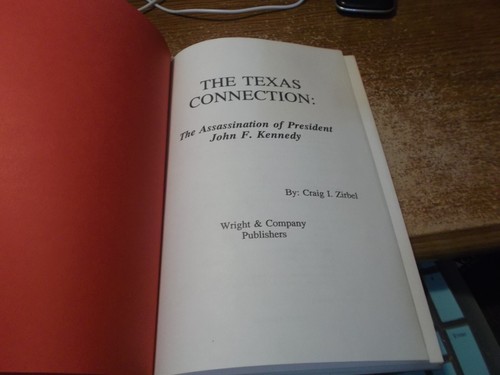 THE TEXAS
CONNECTION:
The Assassination of President
John F. Kennedy
By: Craig I. Zirbel
Wright & Company
Publishers